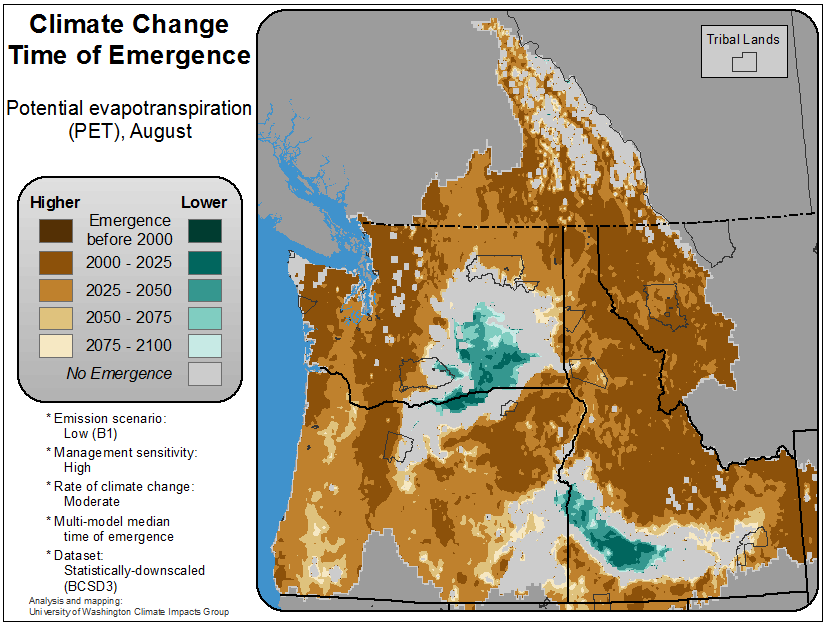 Climate Change
Time of Emergence
Potential evapotranspiration
(PET), August
Higher
Lower
Emergence
before 2000
2000 - 2025
2025 - 2050
2050 - 2075
2075 - 2100
No Emergence
* Emission scenario:
Low (B1)
* Management sensitivity:
High
* Rate of climate change:
Moderate
* Multi-model median
time of emergence
* Dataset:
Statistically-downscaled
(BCSD3)
Analysis and mapping:
University of Washington Climate Impacts Group
Tribal Lands